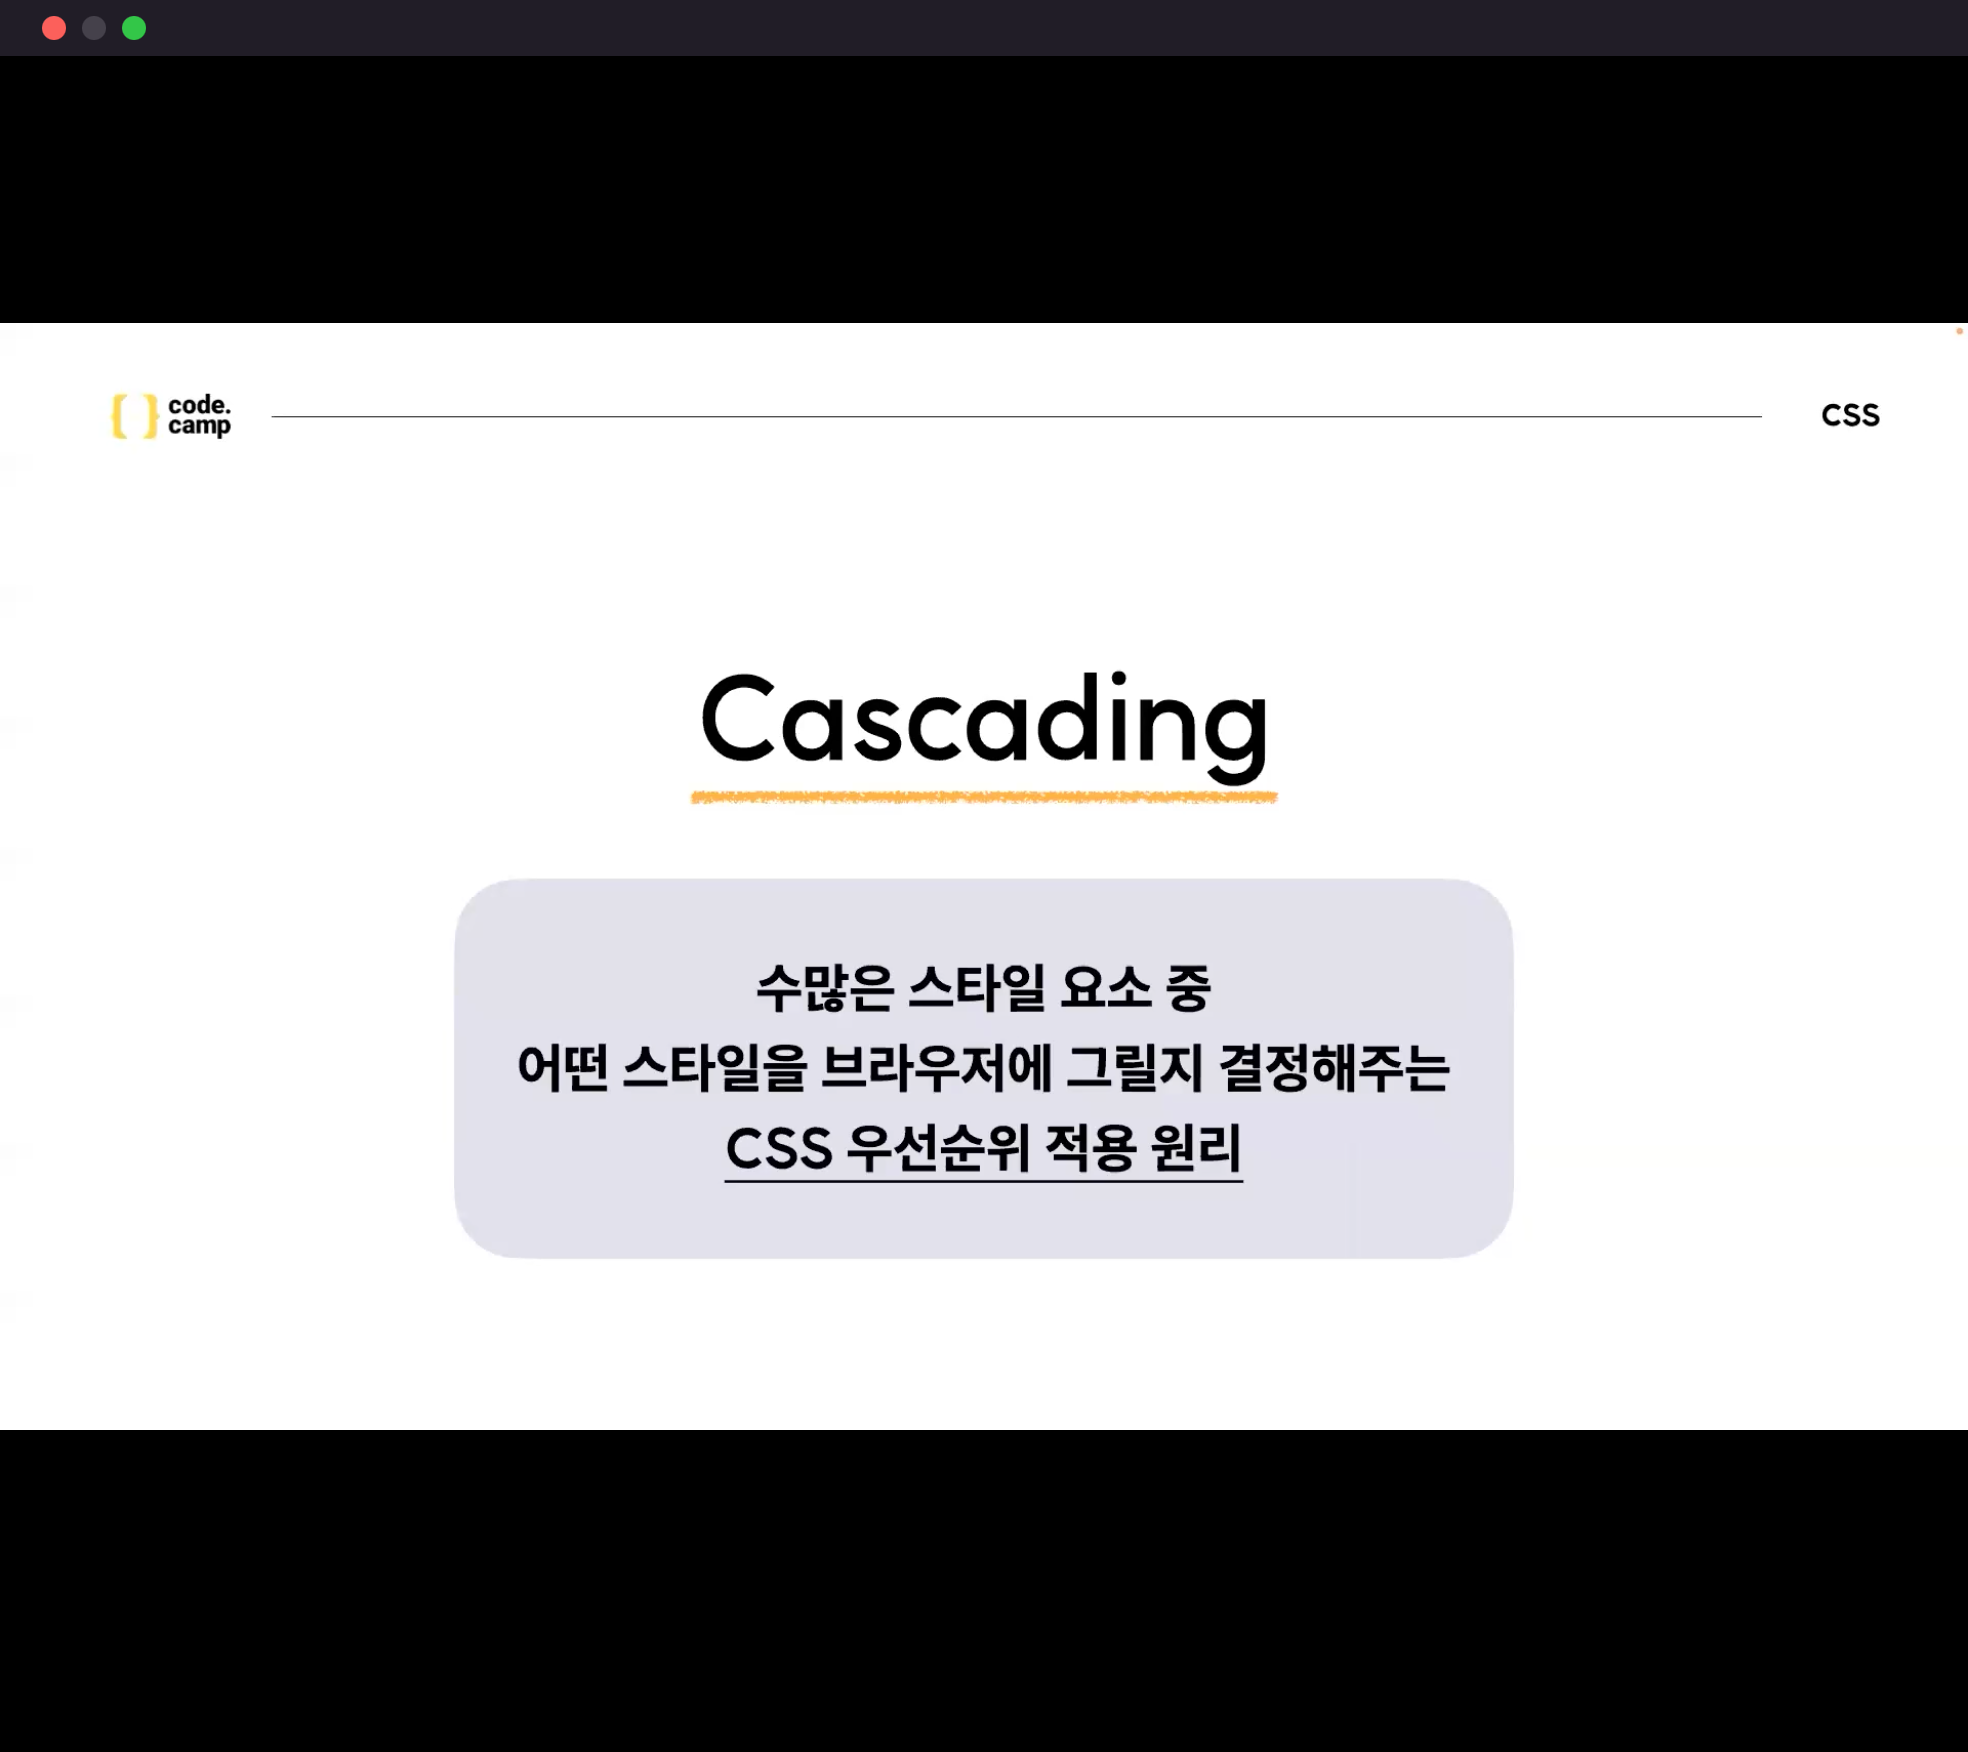 code.
camp
CSS
Cascading
수많은 스타일 요소 중
어떤 스타일을 브라우저에 그릴지 결정해주는
CSS 우선순위 적용 원리